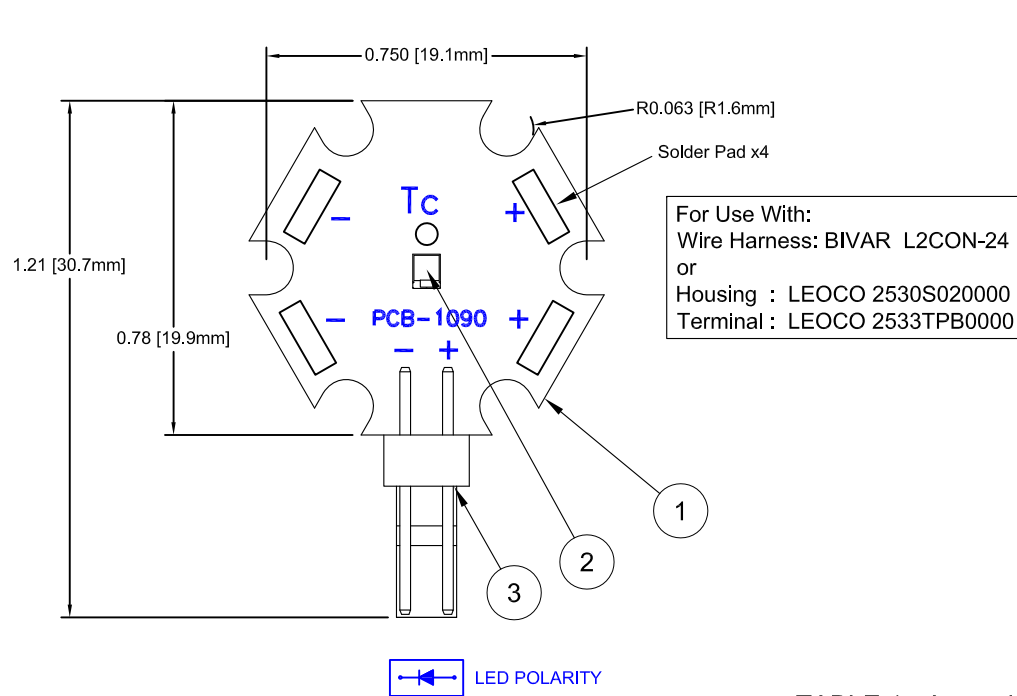 0.750 [19.1mm]
R0.063 [R1.6mm]
Solder Pad x4
Tc
- +
For Use With:
Wire Harness: BIVAR L2CON-24
or
Housing : LEOCO 2530S020000
Terminal : LEOCO 2533TPB0000
1.21 [30.7mm]
0.78 [19.9mm]
- PCB-1090 +
- +
1
2
3
LED POLARITY